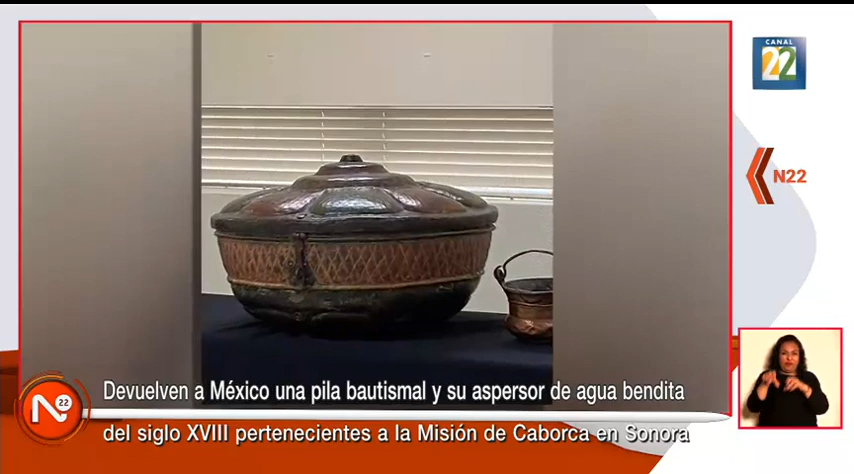 CANAL
22
N22
Devuelven a México una pila bautismal y su aspersor de agua bendita
N22
del siglo XVIII pertenecientes a la Misión de Caborca en Sonora